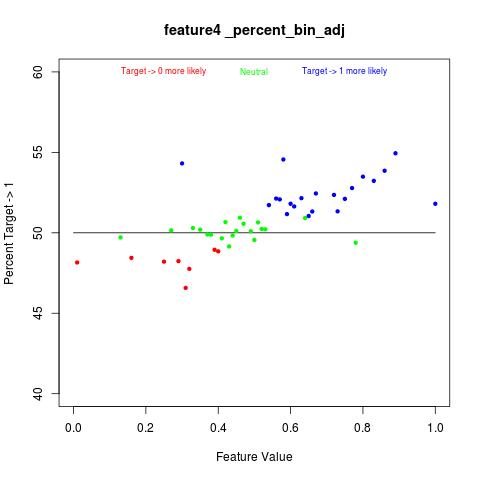 feature4 _percent_bin_adj
Target -> 0 more likely Neutral Target -> 1 more likely
60
55
50
45
40
Percent Target -> 1
0.0 0.2 0.4 0.6 0.8 1.0
Feature Value